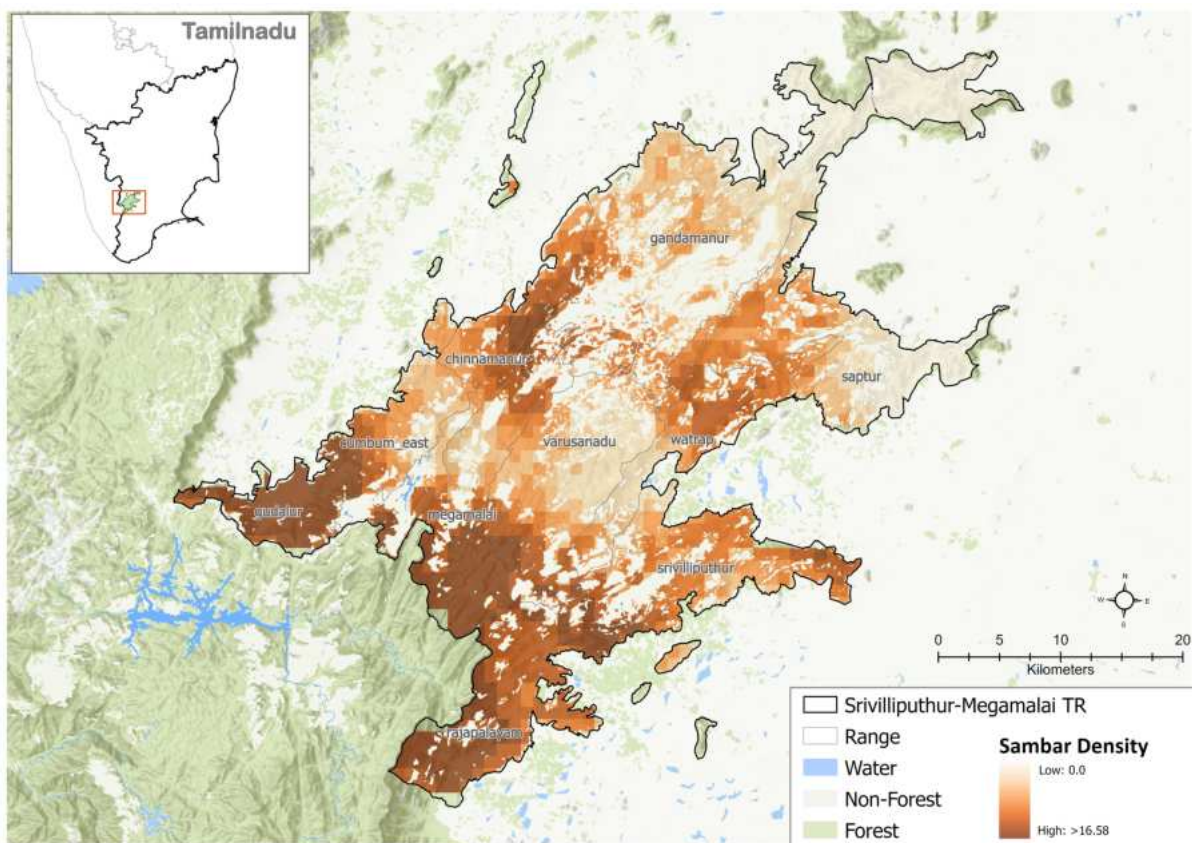 Tamilnadu
gandamanur
chinnamanur
saptur
cumbum_east
varusanadu
watrap
gudalur
megamalai
srivilliputhur
rajapalayam
N
W
E
S
0 5 10 20
Kilometers
Srivilliputhur-Megamalai TR
Range
Water
Non-Forest
Forest
Sambar Density
Low: 0.0
High: >16.58